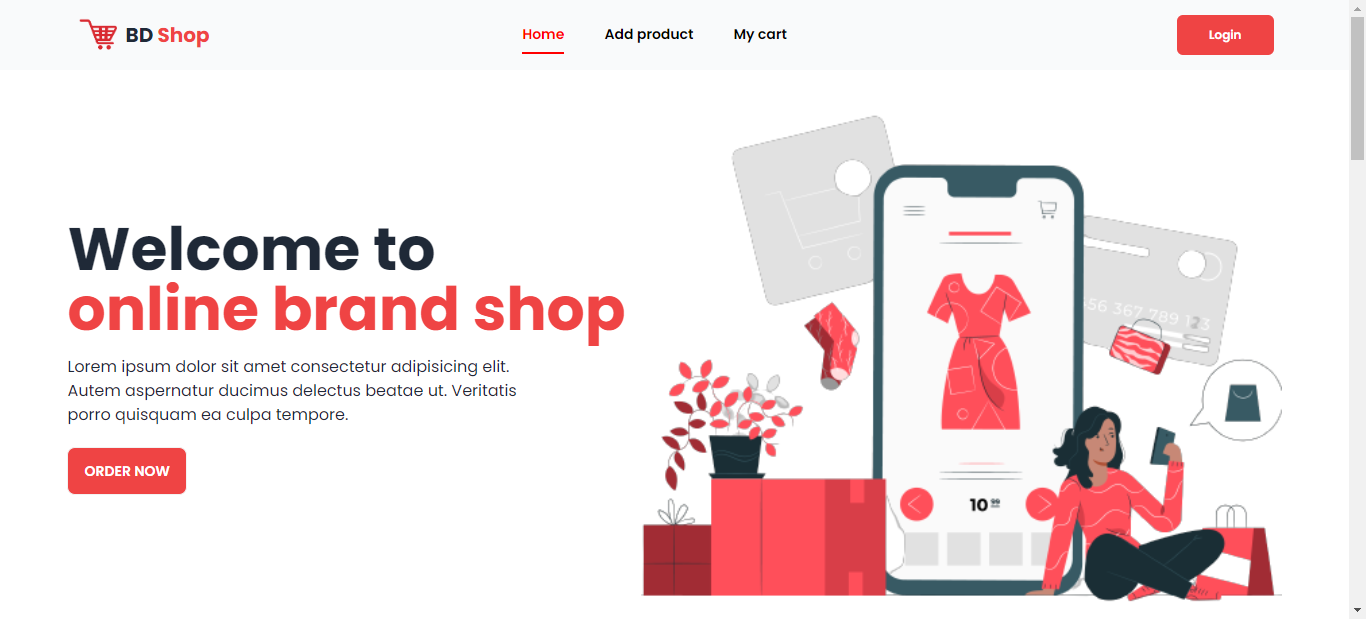 BD Shop
Home
Add product
My cart
Login
Welcome to
online brand shop
Lorem ipsum dolor sit amet consectetur adipisicing elit.
Autem aspernatur ducimus delectus beatae ut. Veritatis
porro quisquam ea culpa tempore.
ORDER NOW
56 367 789 123
10 99